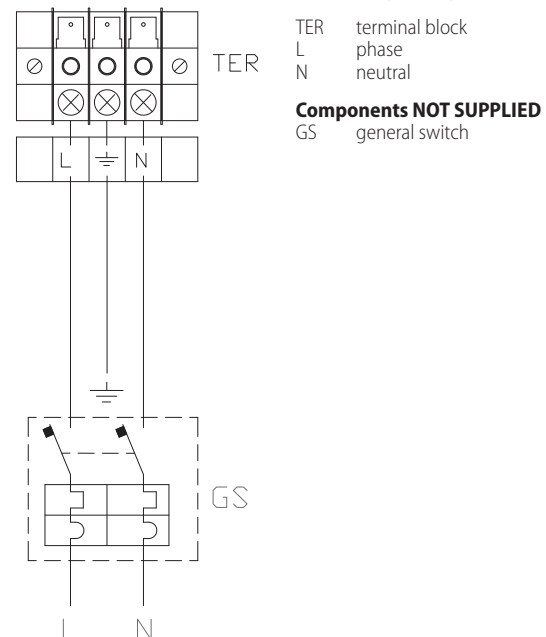 TER
L N
GS
L N
TER terminal block
L phase
N neutral
Components NOT SUPPLIED
GS general switch